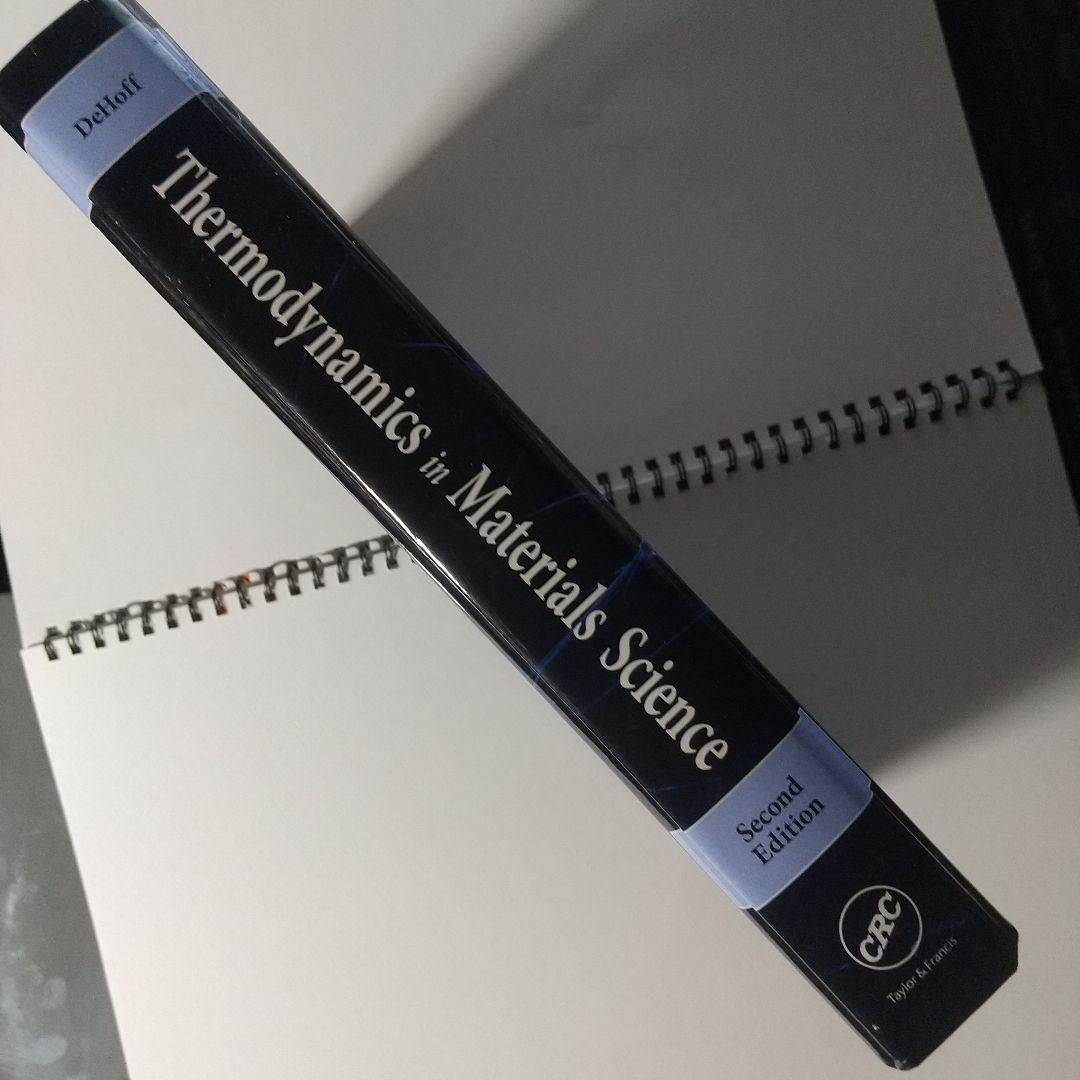 DeHoff
Thermodynamics in Materials Science
Second
Edition
CRC
Taylor & Francis